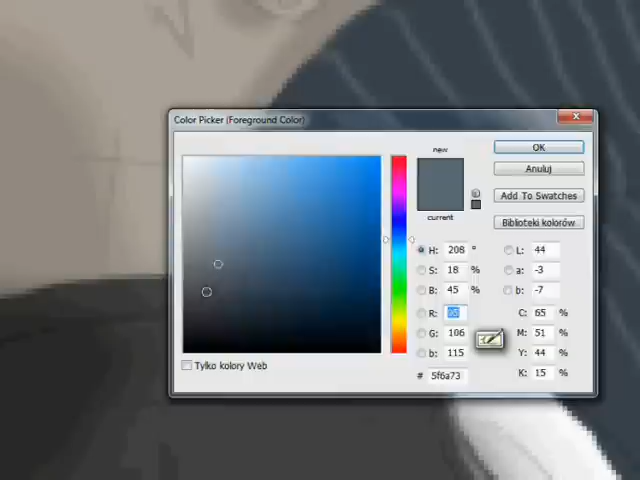 Color Picker (Foreground Color)
new
current
OK
Anuluj
Add To Swatches
Biblioteki kolorów
H: 208 °
S: 18 %
B: 45 %
R: 95
G: 106
b: 115
# 5f6a73
L: 44
a: -3
b: -7
C: 65 %
M: 51 %
Y: 44 %
K: 15 %
Tylko kolory Web